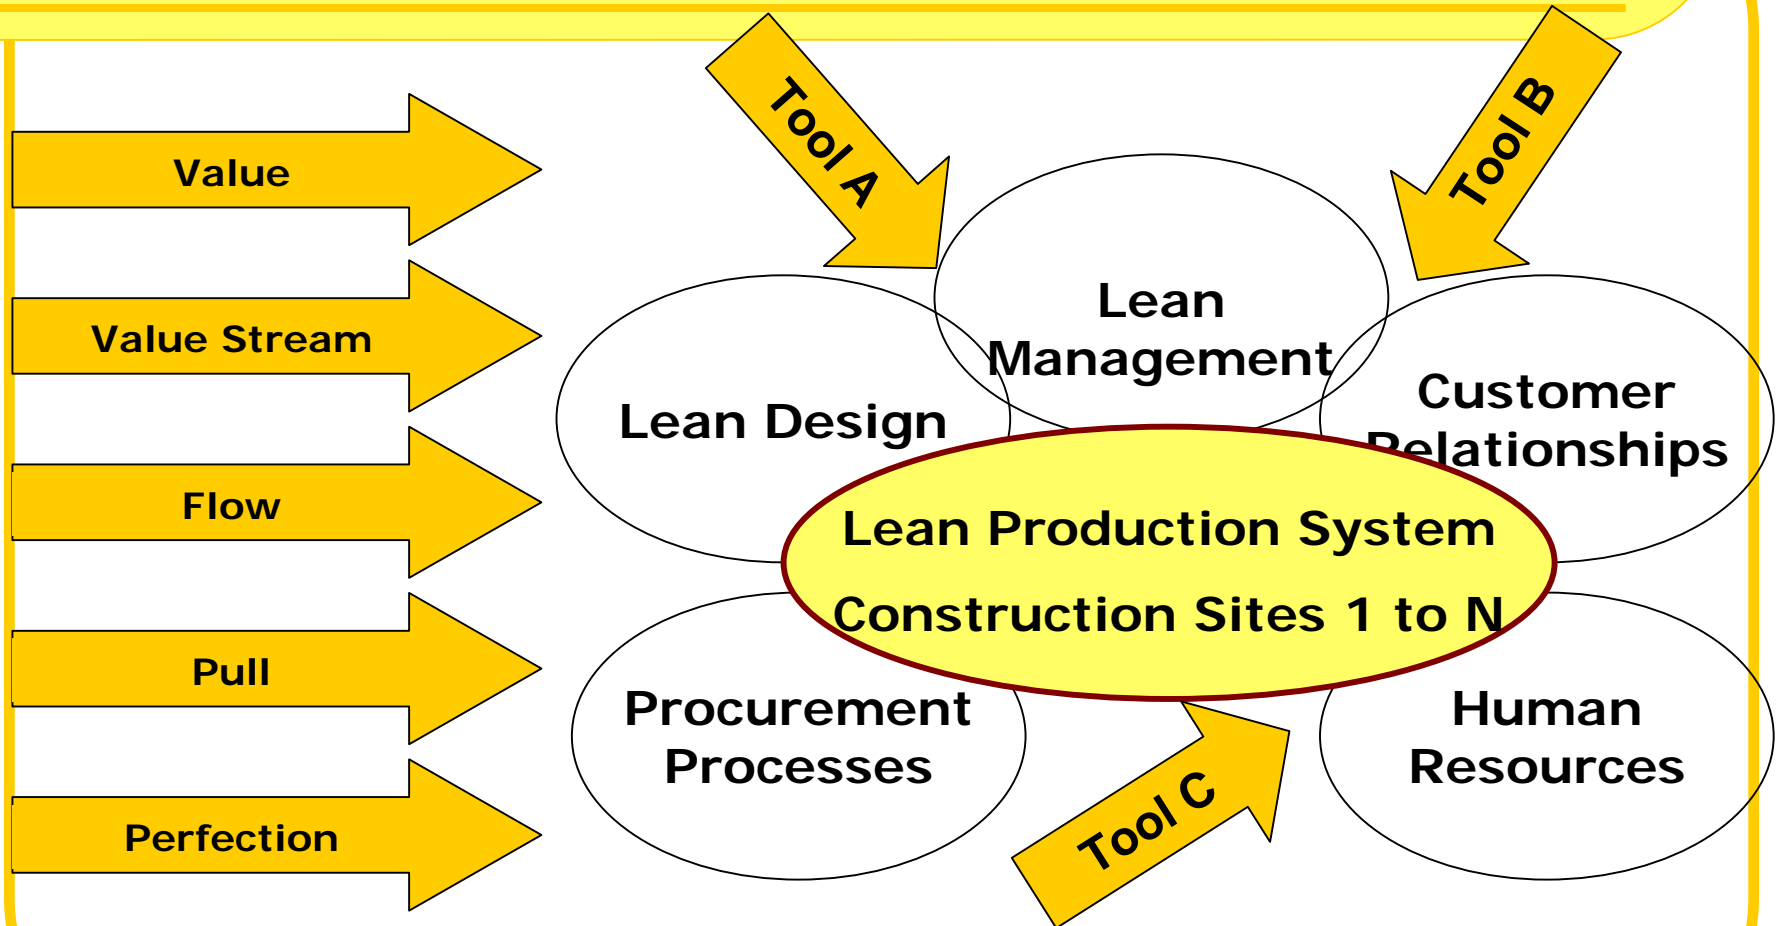 Value
Value Stream
Flow
Pull
Perfection
Tool A
Tool B
Lean
Management
Lean Design
Customer
Relationships
Lean Production System
Construction Sites 1 to N
Procurement
Processes
Human
Resources
Tool C